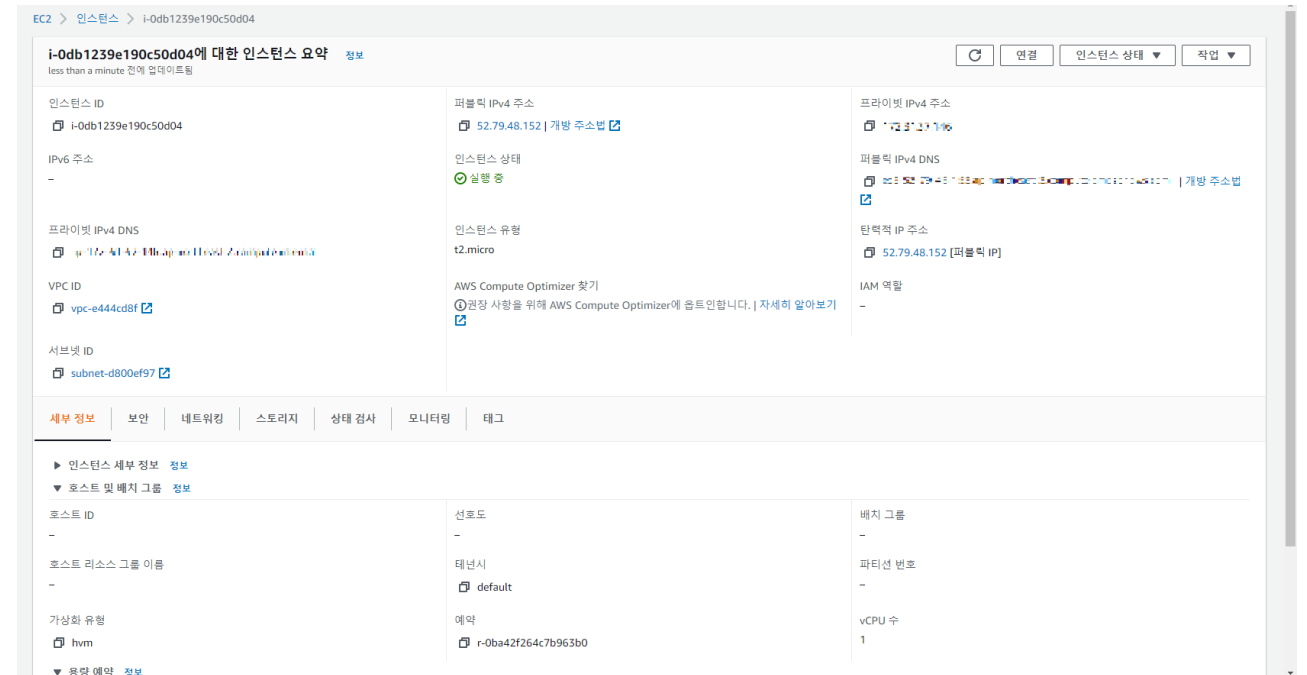 EC2 > 인스턴스 > i-0db1239e190c50d04
i-0db1239e190c50d04에 대한 인스턴스 요약 정보
less than a minute 전에 업데이트됨
연결 인스턴스 상태 ▼ 작업 ▼
인스턴스 ID
i-0db1239e190c50d04
퍼블릭 IPv4 주소
52.79.48.152 | 개방 주소법
프라이빗 IPv4 주소
IPv6 주소
–
인스턴스 상태
실행 중
퍼블릭 IPv4 DNS
| 개방 주소법
프라이빗 IPv4 DNS
인스턴스 유형
t2.micro
탄력적 IP 주소
52.79.48.152 [퍼블릭 IP]
VPC ID
vpc-e444cd8f
AWS Compute Optimizer 찾기
권장 사항을 위해 AWS Compute Optimizer에 옵트인합니다. | 자세히 알아보기
IAM 역할
–
서브넷 ID
subnet-d800ef97
세부 정보 보안 네트워킹 스토리지 상태 검사 모니터링 태그
▶ 인스턴스 세부 정보 정보
▼ 호스트 및 배치 그룹 정보
호스트 ID
–
선호도
–
배치 그룹
–
호스트 리소스 그룹 이름
–
테넌시
default
파티션 번호
–
가상화 유형
hvm
예약
r-0ba42f264c7b963b0
vCPU 수
1
▼ 용량 예약 정보